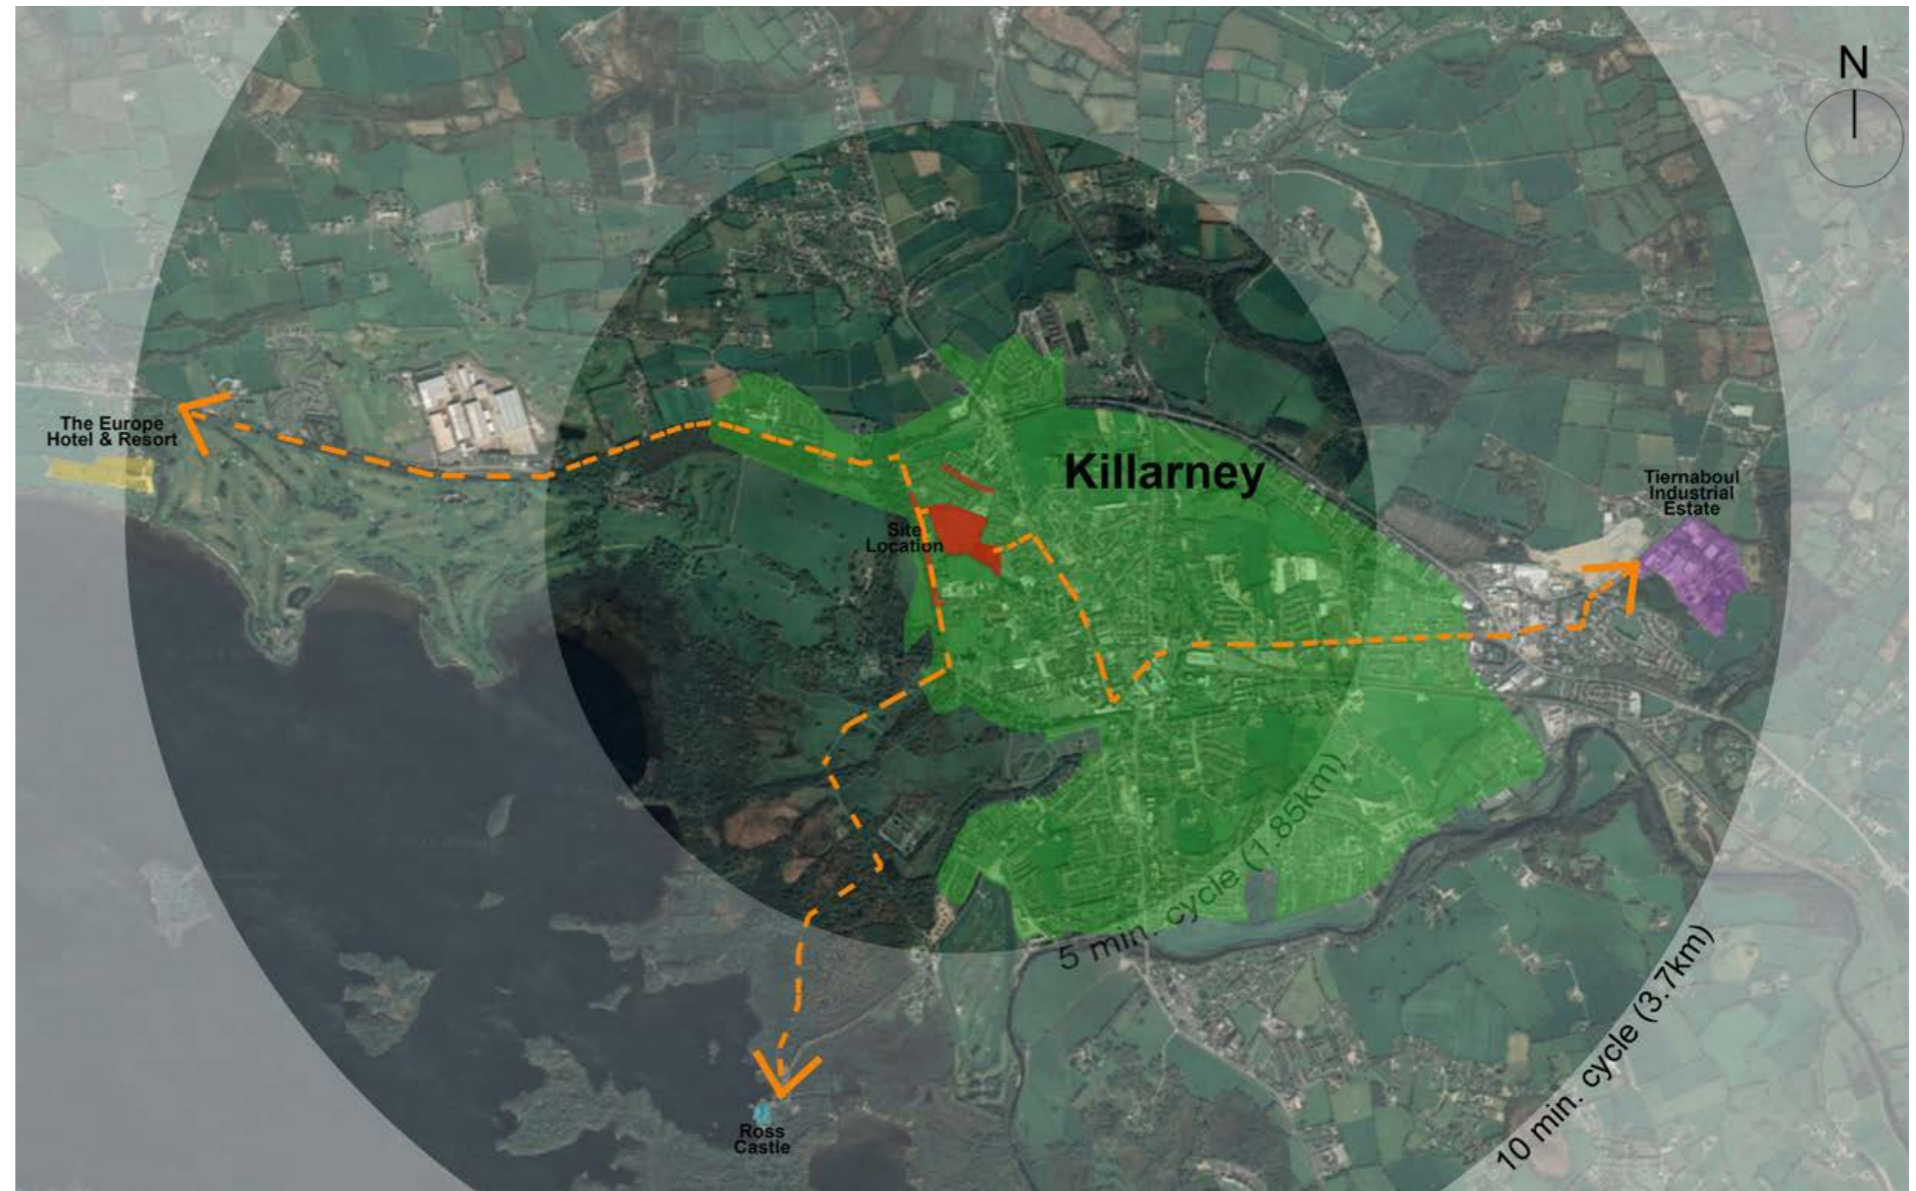 N
The Europe
Hotel & Resort
Killarney
Tiernaboul
Industrial
Estate
Site
Location
5 min. cycle (1.85km)
10 min. cycle (3.7km)
Ross
Castle